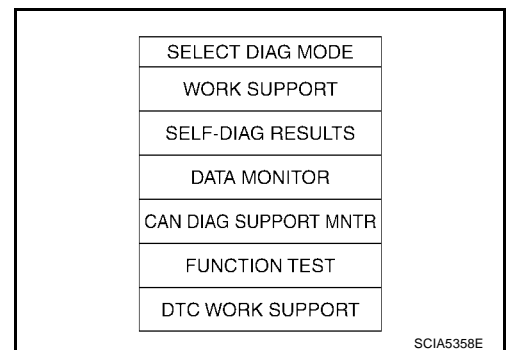 SELECT DIAG MODE
WORK SUPPORT
SELF-DIAG RESULTS
DATA MONITOR
CAN DIAG SUPPORT MNTR
FUNCTION TEST
DTC WORK SUPPORT
SCIA5358E